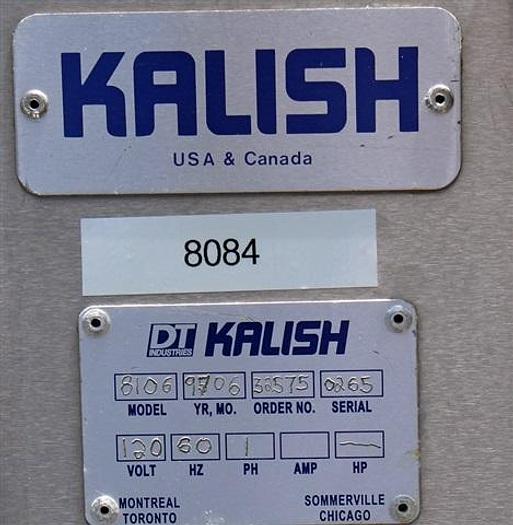 KALISH
USA & Canada
8084
DT INDUSTRIES KALISH
8106 9706 32575 0265
MODEL YR, MO. ORDER NO. SERIAL
120 60 1
VOLT HZ PH AMP HP
MONTREAL SOMMERVILLE
TORONTO CHICAGO